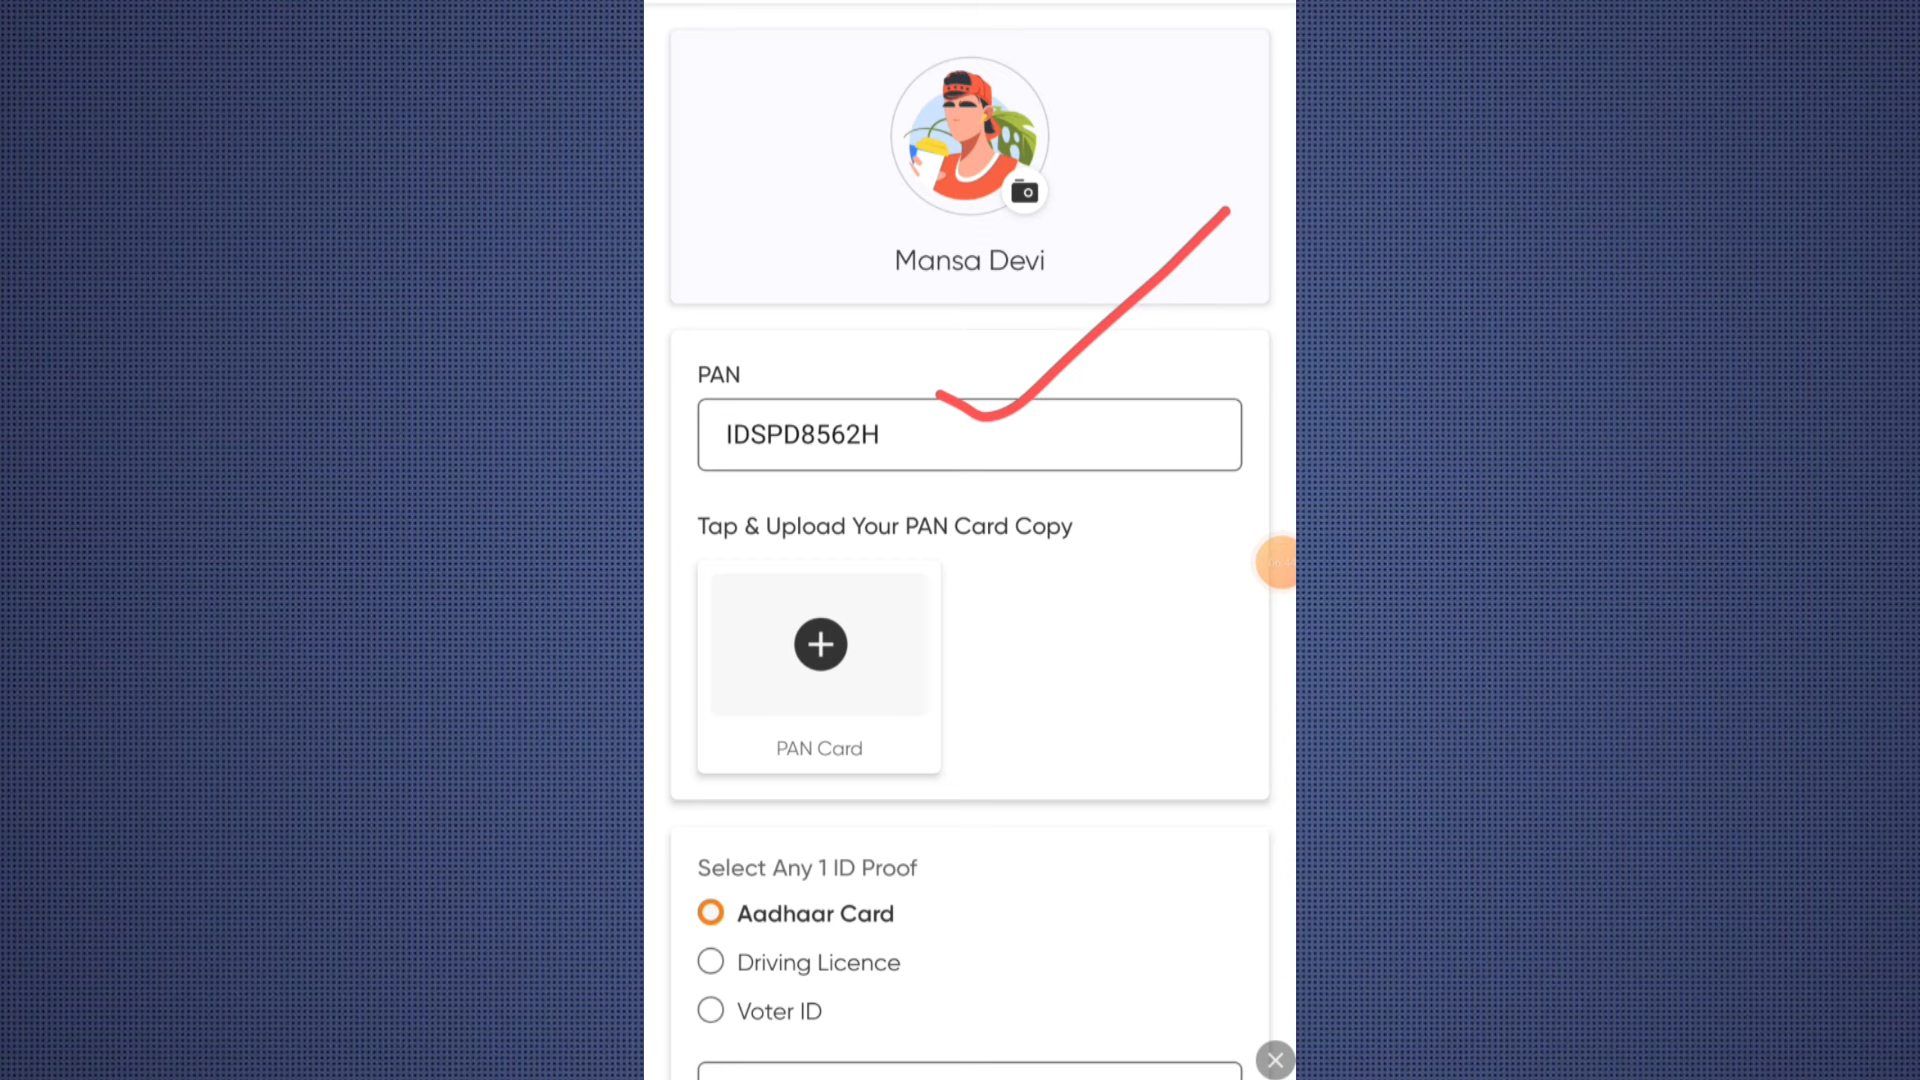 Mansa Devi
PAN
IDSPD8562H
Tap & Upload Your PAN Card Copy
PAN Card
Select Any 1 ID Proof
Aadhaar Card
Driving Licence
Voter ID